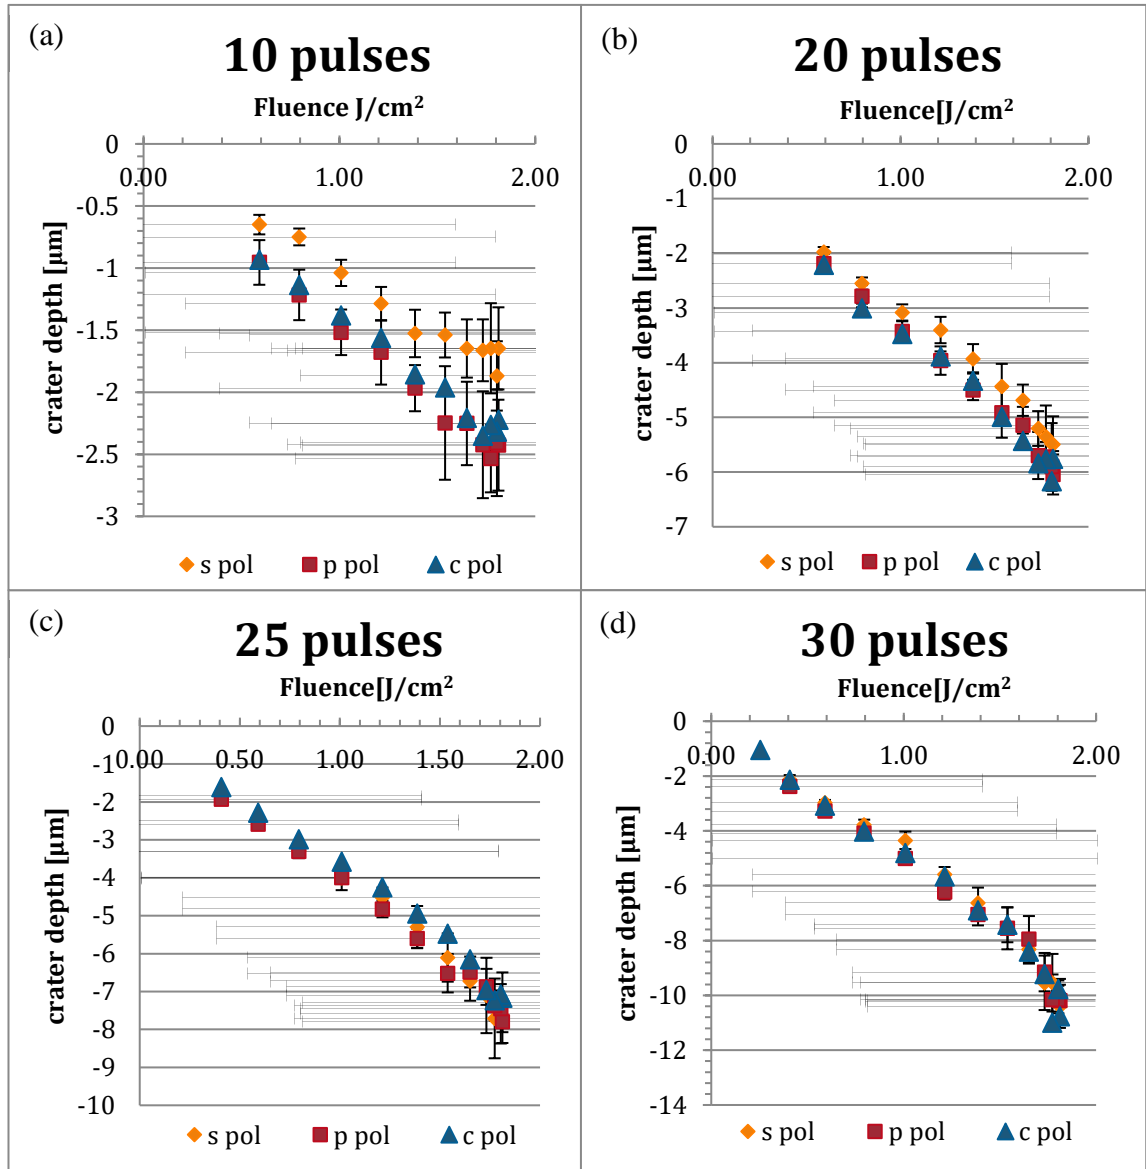 (a)
10 pulses
Fluence J/cm²
0
0.00 1.00 2.00
-0.5
-1
-1.5
-2
-2.5
-3
crater depth [µm]
s pol p pol c pol
(b)
20 pulses
Fluence[J/cm²
0
0.00 1.00 2.00
-1
-2
-3
-4
-5
-6
-7
crater depth [µm]
s pol p pol c pol
(c)
25 pulses
Fluence[J/cm²
0
0.00 0.50 1.00 1.50 2.00
-1
-2
-3
-4
-5
-6
-7
-8
-9
-10
crater depth [µm]
s pol p pol c pol
(d)
30 pulses
Fluence[J/cm²
0
0.00 1.00 2.00
-2
-4
-6
-8
-10
-12
-14
crater depth [µm]
s pol p pol c pol